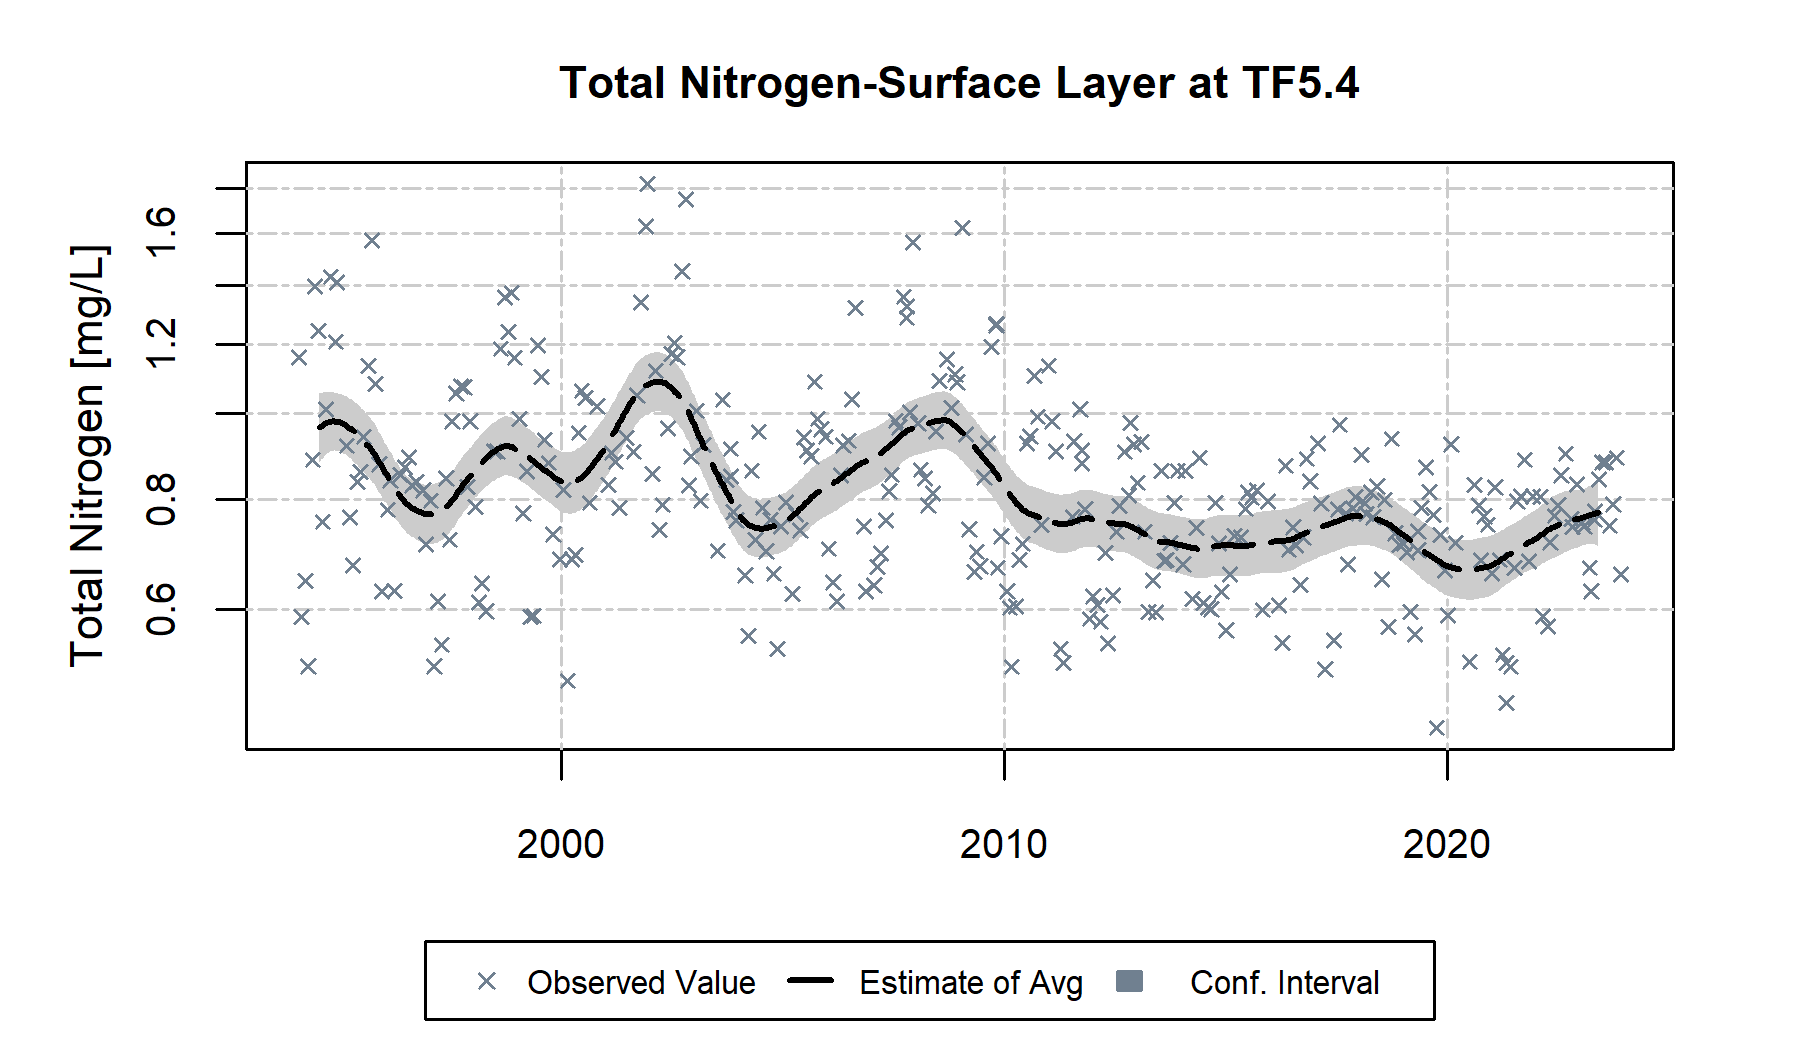 Total Nitrogen-Surface Layer at TF5.4
Total Nitrogen [mg/L]
1.6
1.2
0.8
0.6
2000
2010
2020
Observed Value
Estimate of Avg
Conf. Interval